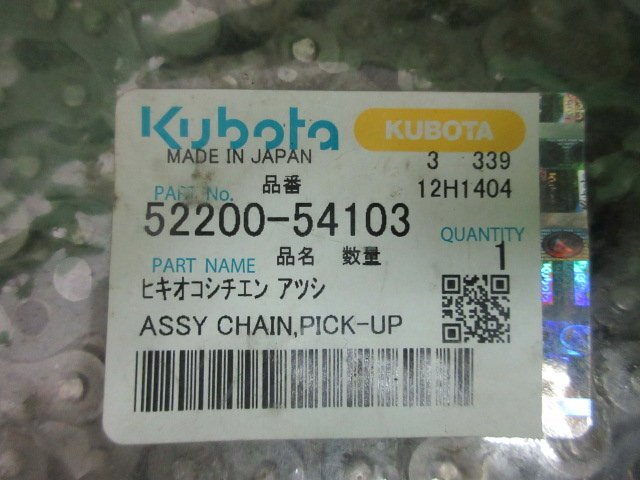 Kubota KUBOTA
MADE IN JAPAN 3 339
PART No. 品番 12H1404
52200-54103
品名 数量 QUANTITY
PART NAME 1
ヒキオコシチエン アツシ
ASSY CHAIN,PICK-UP